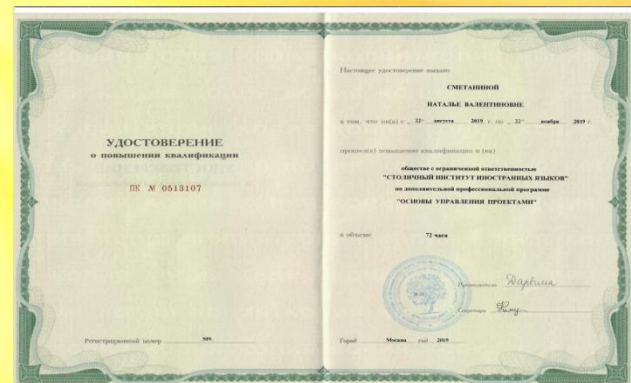 УДОСТОВЕРЕНИЕ
о повышении квалификации
ПК № 0513107
Регистрационный номер 509.
Настоящее удостоверение выдано
СМЕТАНИНОЙ
НАТАЛЬЕ ВАЛЕНТИНОВНЕ
в том, что он(а) с „ 22“ августа 2019 г. по „ 22“ ноября 2019 г.
прошел(а) повышение квалификации в (на)
обществе с ограниченной ответственностью
"СТОЛИЧНЫЙ ИНСТИТУТ ИНОСТРАННЫХ ЯЗЫКОВ"
по дополнительной профессиональной программе
"ОСНОВЫ УПРАВЛЕНИЯ ПРОЕКТАМИ"
в объеме 72 часа
Руководитель
Секретарь
Город Москва год 2019